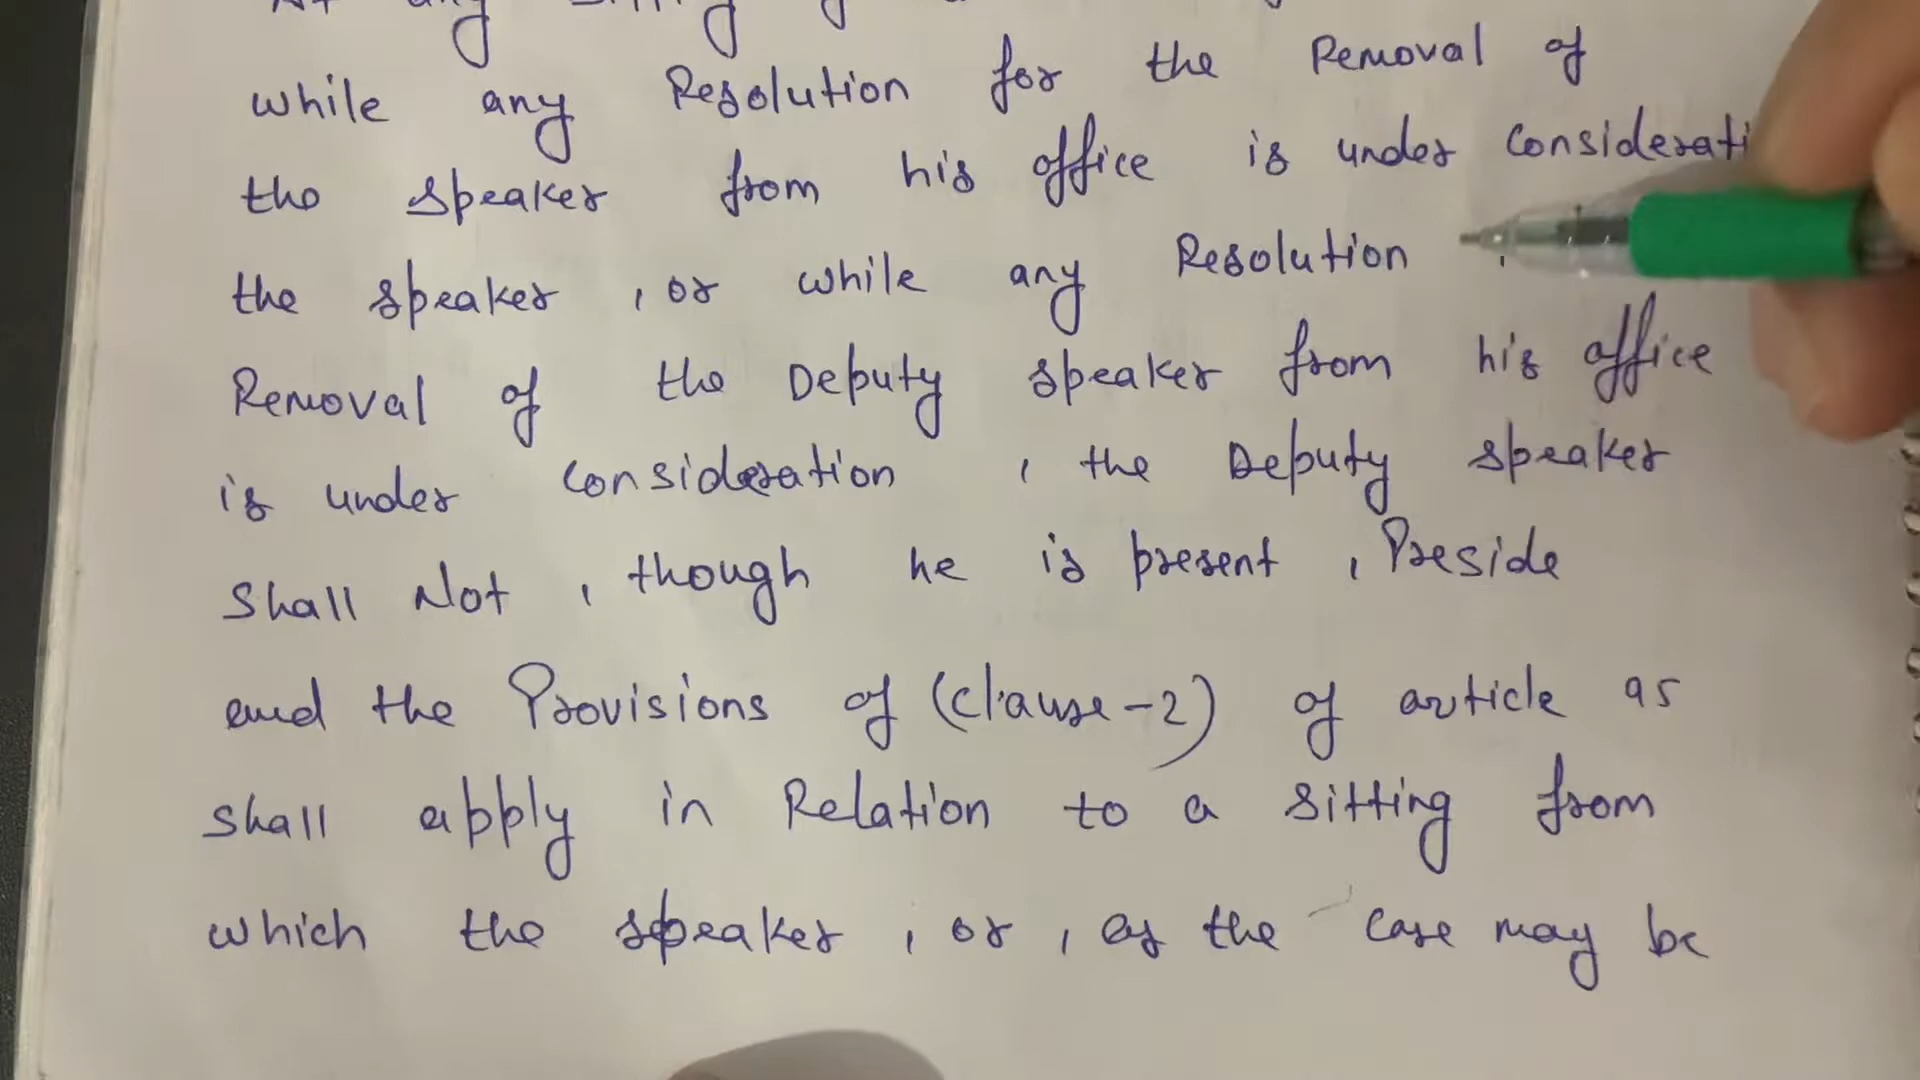 At any
while any Resolution for the Removal of
the speaker from his office is under considerati
the speaker , or while any Resolution
Removal of the Deputy speaker from his office
is under consideration , the Deputy speaker
shall Not , though he is present , Preside
and the Provisions of (clause-2) of article 95
shall apply in Relation to a sitting from
which the speaker , or , as the case may be